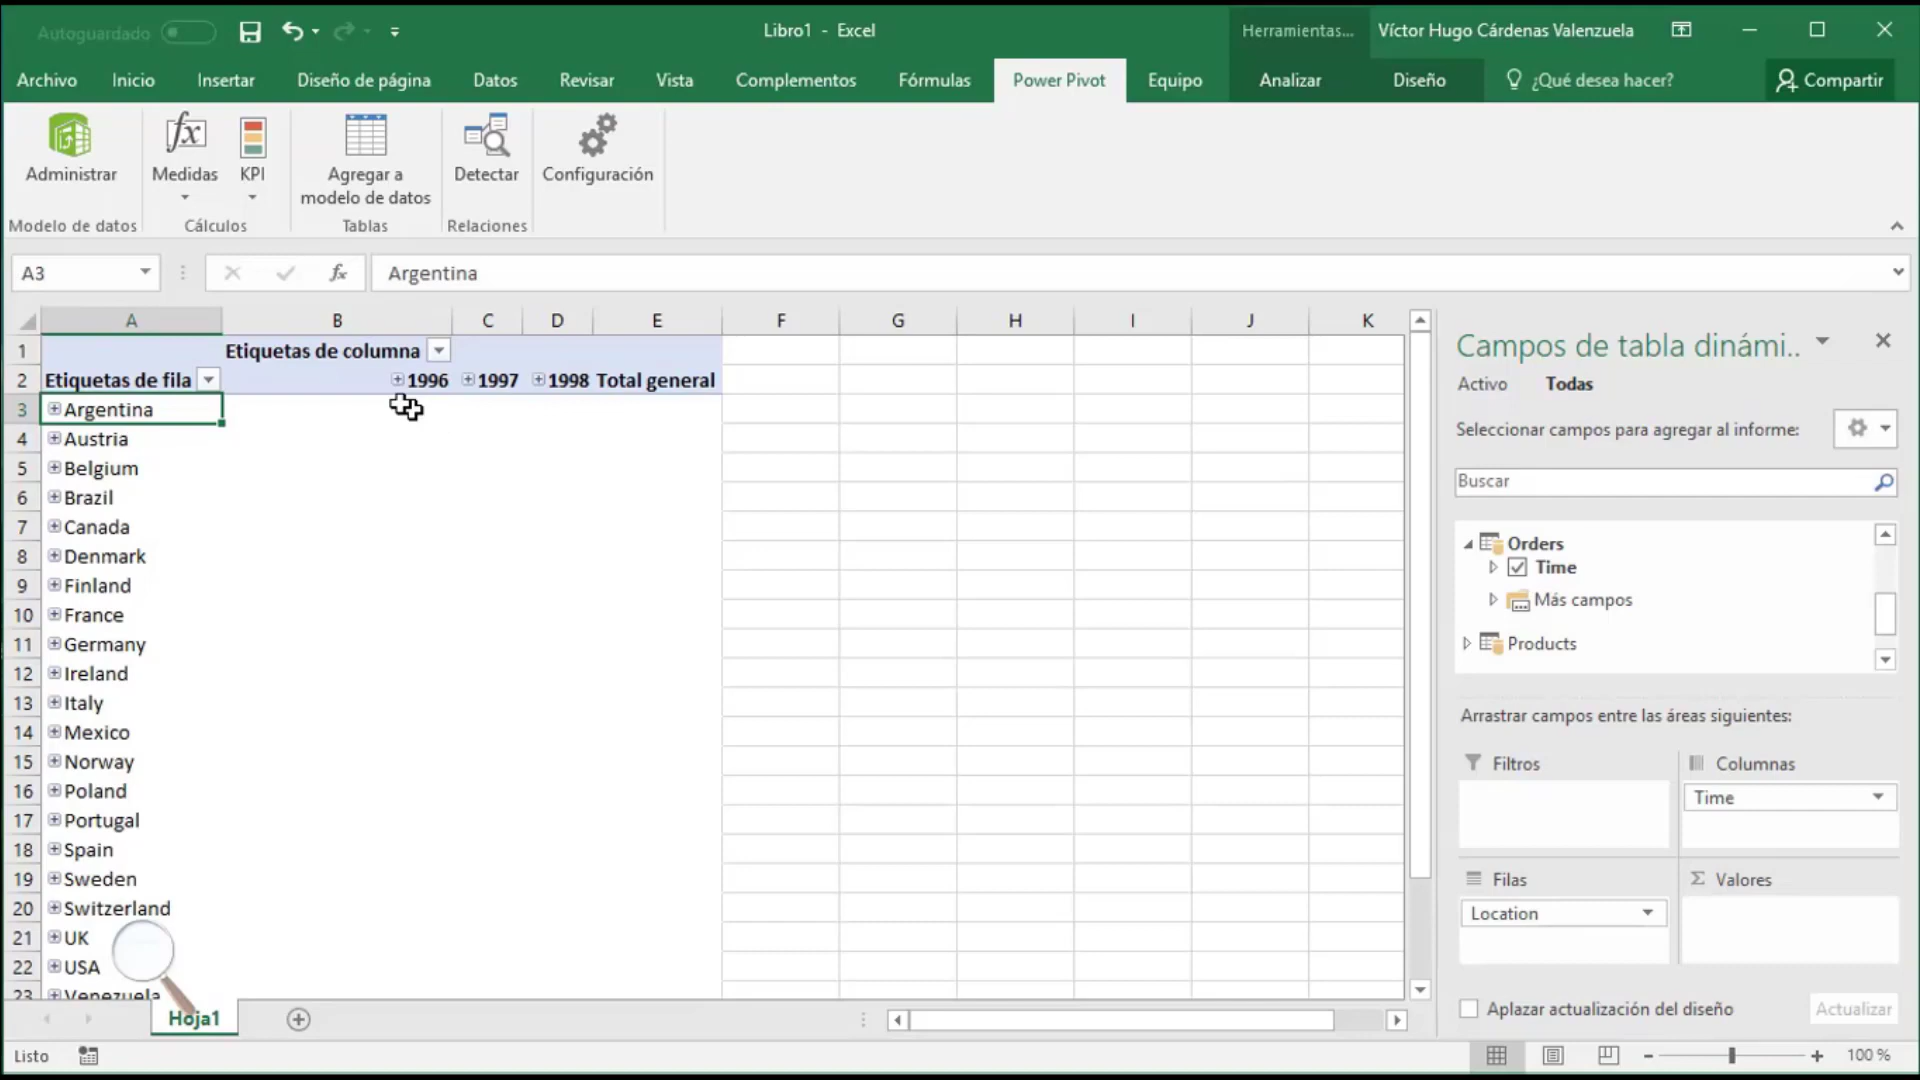 Autoguardado
Libro1 - Excel
Herramientas...
Víctor Hugo Cárdenas Valenzuela
Archivo Inicio Insertar Diseño de página Datos Revisar Vista Complementos Fórmulas Power Pivot Equipo Analizar Diseño ¿Qué desea hacer? Compartir
Administrar
Medidas
KPI
Agregar a
modelo de datos
Detectar
Configuración
Modelo de datos
Cálculos
Tablas
Relaciones
A3
fx
Argentina
A B C D E F G H I J K
1 Etiquetas de columna
2 Etiquetas de fila 1996 1997 1998 Total general
3 Argentina
4 Austria
5 Belgium
6 Brazil
7 Canada
8 Denmark
9 Finland
10 France
11 Germany
12 Ireland
13 Italy
14 Mexico
15 Norway
16 Poland
17 Portugal
18 Spain
19 Sweden
20 Switzerland
21 UK
22 USA
23 Venezuela
Hoja1
Listo
100 %
Campos de tabla dinámi..
Activo Todas
Seleccionar campos para agregar al informe:
Buscar
Orders
Time
Más campos
Products
Arrastrar campos entre las áreas siguientes:
Filtros
Columnas
Time
Filas
Σ Valores
Location
Aplazar actualización del diseño
Actualizar